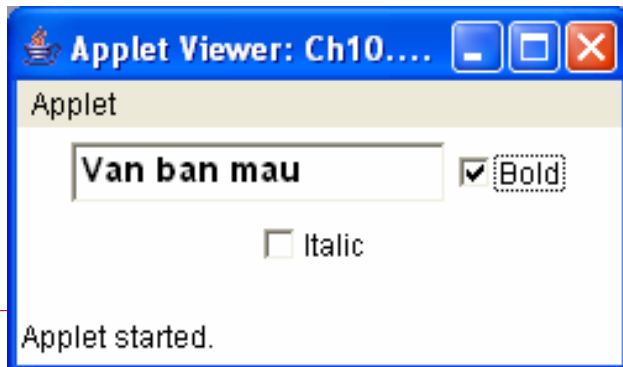 Applet Viewer: Ch10....
Applet
Van ban mau Bold
Italic
Applet started.